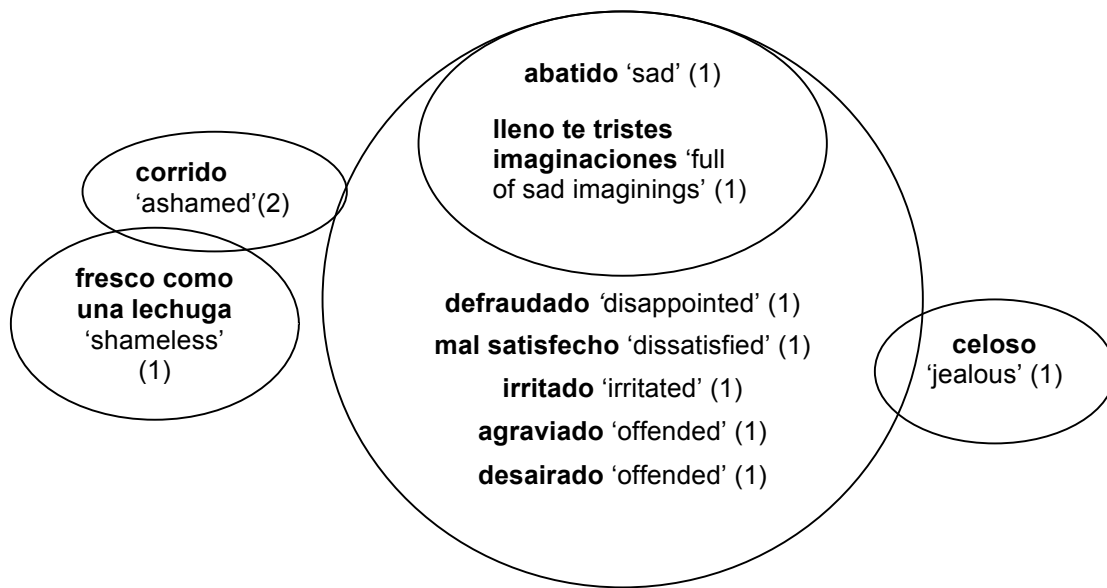 abatido ‘sad’ (1)
lleno te tristes
imaginaciones ‘full
of sad imaginings’ (1)
corrido
‘ashamed’(2)
fresco como
una lechuga
‘shameless’
(1)
defraudado ‘disappointed’ (1)
mal satisfecho ‘dissatisfied’ (1)
irritado ‘irritated’ (1)
agraviado ‘offended’ (1)
desairado ‘offended’ (1)
celoso
‘jealous’ (1)